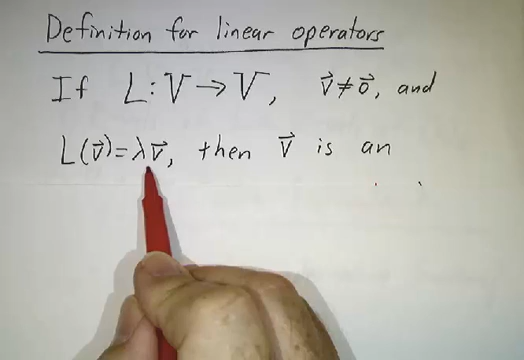 Definition for linear operators
If L : V → V, v⃗ ≠ 0⃗, and
L(v⃗) = λv⃗, then v⃗ is an